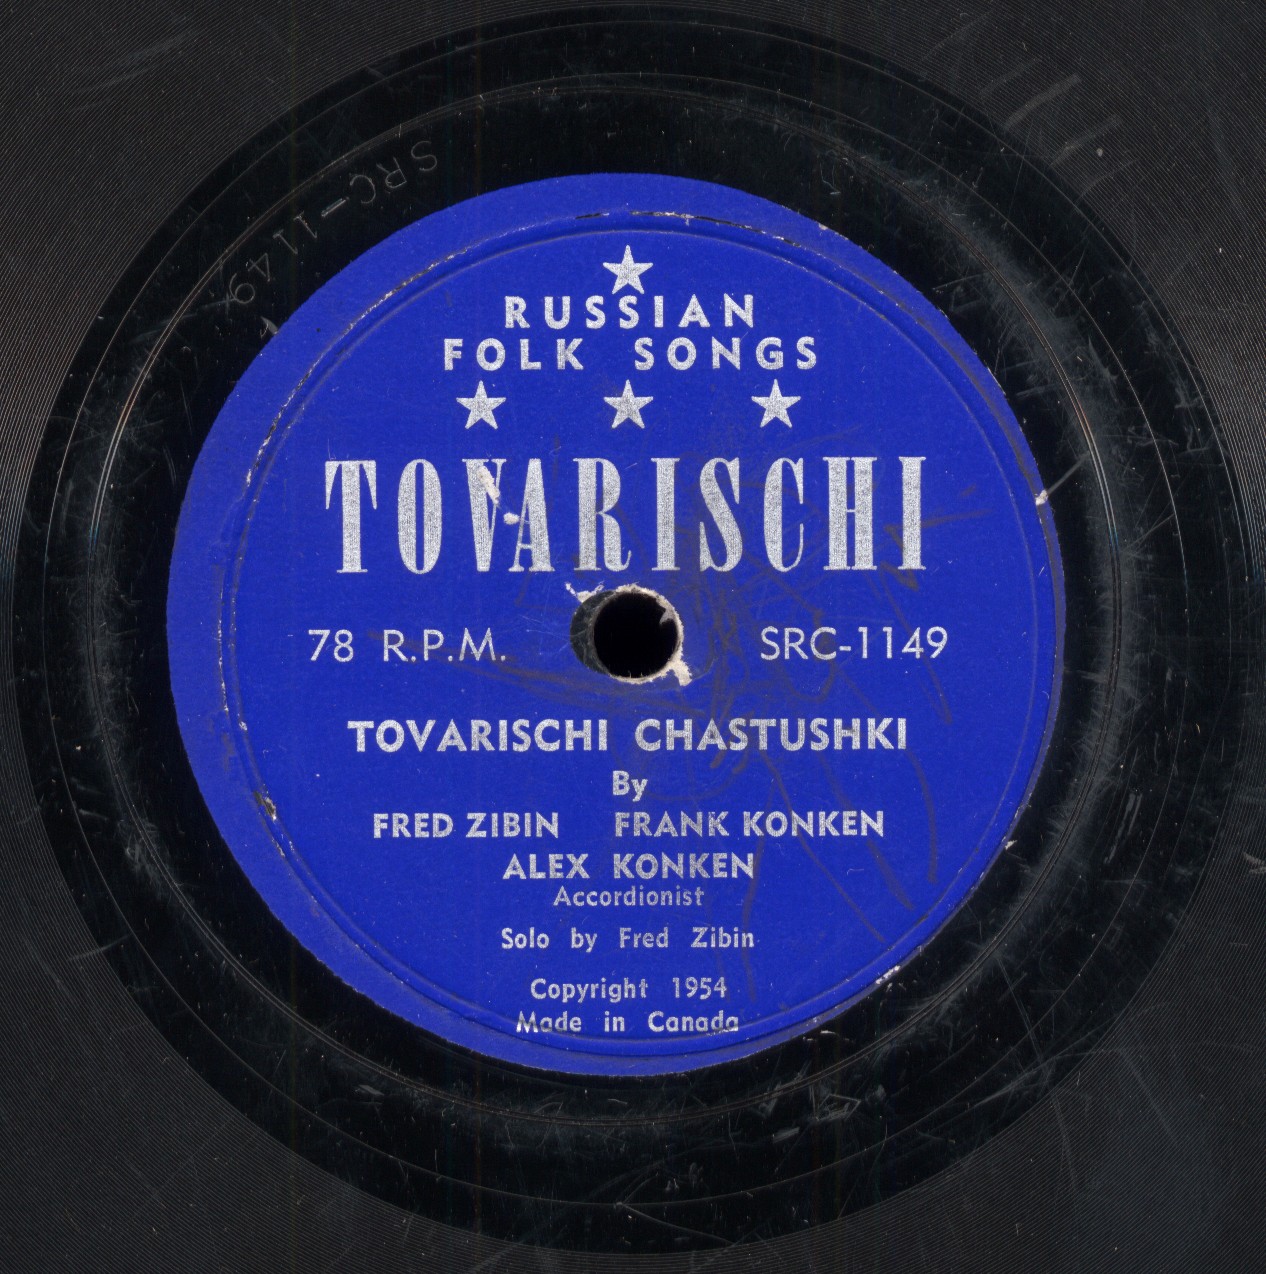 SRC-1149
RUSSIAN
FOLK SONGS
TOVARISCHI
78 R.P.M. SRC-1149
TOVARISCHI CHASTUSHKI
By
FRED ZIBIN FRANK KONKEN
ALEX KONKEN
Accordionist
Solo by Fred Zibin
Copyright 1954
Made in Canada